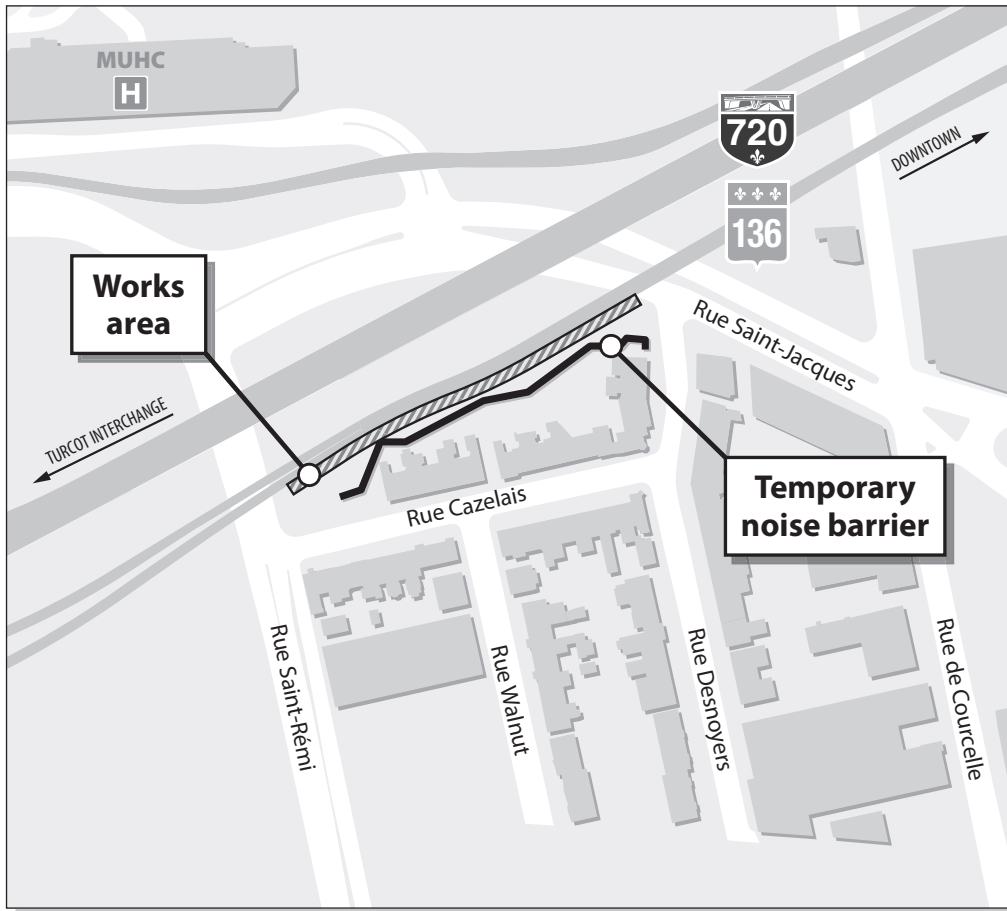 MUHC
H
720
DOWNTOWN
136
Works
area
Rue Saint-Jacques
TURCOT INTERCHANGE
Temporary
noise barrier
Rue Cazelais
Rue Saint-Rémi
Rue Walnut
Rue Desnoyers
Rue de Courcelle